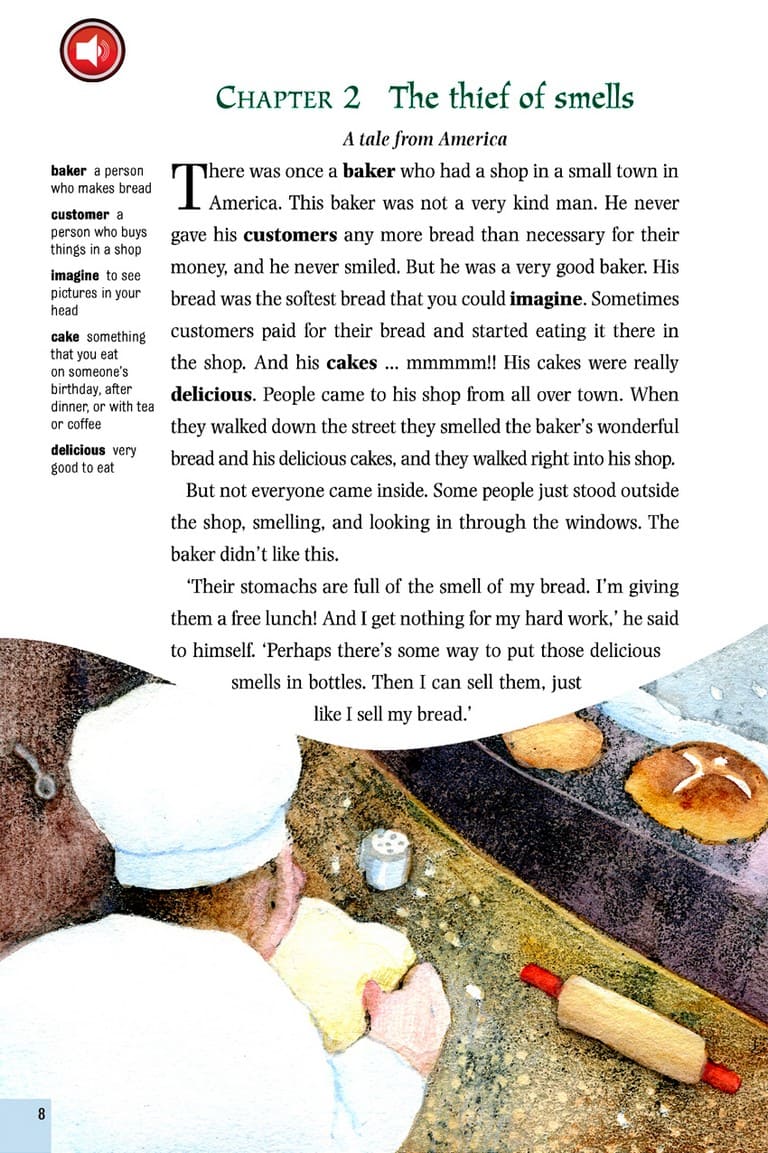 CHAPTER 2 The thief of smells
A tale from America
baker a person
who makes bread
customer a
person who buys
things in a shop
imagine to see
pictures in your
head
cake something
that you eat
on someone's
birthday, after
dinner, or with tea
or coffee
delicious very
good to eat
There was once a baker who had a shop in a small town in
America. This baker was not a very kind man. He never
gave his customers any more bread than necessary for their
money, and he never smiled. But he was a very good baker. His
bread was the softest bread that you could imagine. Sometimes
customers paid for their bread and started eating it there in
the shop. And his cakes ... mmmmm!! His cakes were really
delicious. People came to his shop from all over town. When
they walked down the street they smelled the baker's wonderful
bread and his delicious cakes, and they walked right into his shop.
But not everyone came inside. Some people just stood outside
the shop, smelling, and looking in through the windows. The
baker didn't like this.
‘Their stomachs are full of the smell of my bread. I'm giving
them a free lunch! And I get nothing for my hard work,’ he said
to himself. ‘Perhaps there's some way to put those delicious
smells in bottles. Then I can sell them, just
like I sell my bread.’
8